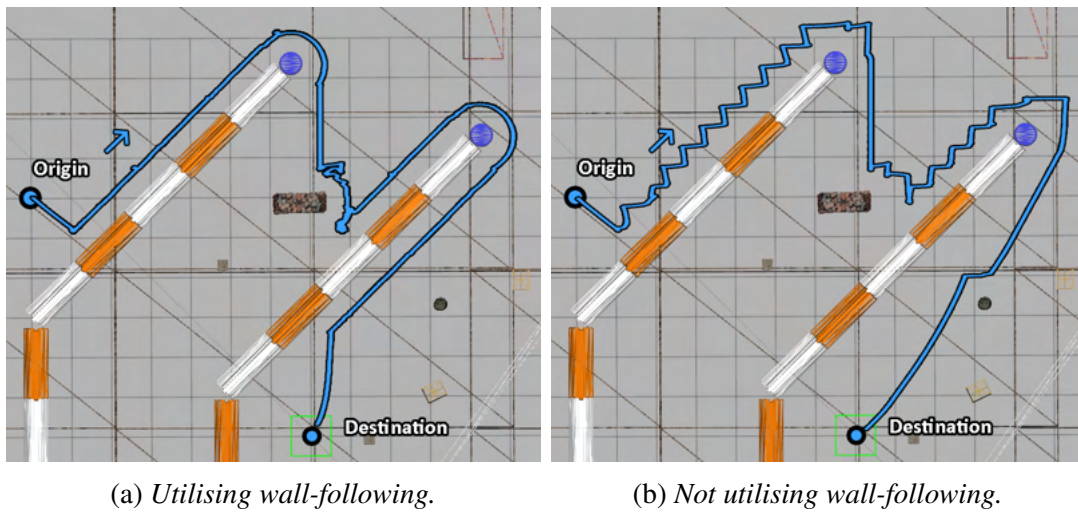 Origin
Destination
Origin
Destination
(a) Utilising wall-following.
(b) Not utilising wall-following.